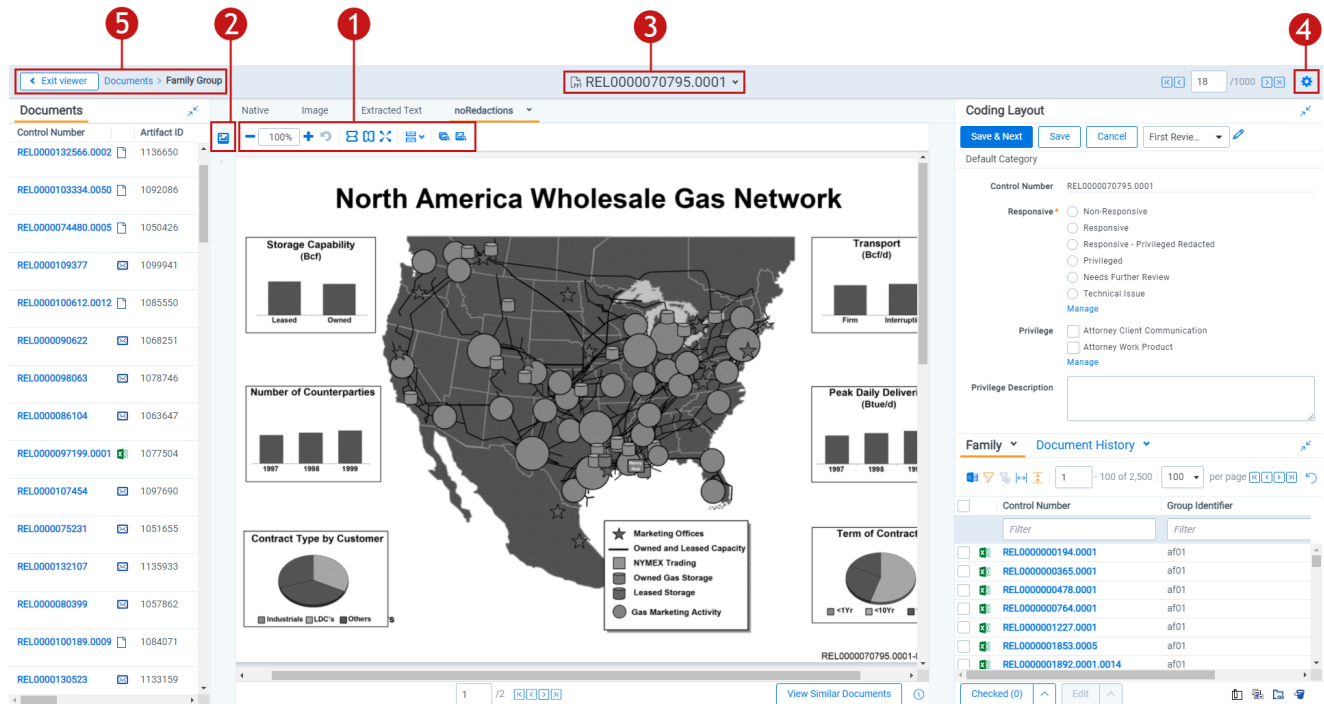 5
2
1
3
4
Exit viewer
Documents > Family Group
REL0000070795.0001
18 /1000
Documents
Control Number Artifact ID
REL0000132566.0002 1136650
REL0000103334.0050 1092086
REL0000074480.0005 1050426
REL0000109377 1099941
REL0000100612.0012 1085550
REL0000090622 1068251
REL0000098063 1078746
REL0000086104 1063647
REL0000097199.0001 1077504
REL0000107454 1097690
REL0000075231 1051655
REL0000132107 1135933
REL0000080399 1057862
REL0000100189.0009 1084071
REL0000130523 1133159
Native Image Extracted Text noRedactions
100%
North America Wholesale Gas Network
Storage Capability
(Bcf)
Leased Owned
Number of Counterparties
1997 1998 1999
Contract Type by Customer
Industrials LDC's Others
s
Marketing Offices
Owned and Leased Capacity
NYMEX Trading
Owned Gas Storage
Leased Storage
Gas Marketing Activity
Transport
(Bcf/d)
Firm Interrupti
Peak Daily Deliveri
(Btue/d)
1997 1998 199
Term of Contract
<1Yr <10Yr
REL0000070795.0001-0
1 /2
View Similar Documents
Coding Layout
Save & Next Save Cancel First Revie...
Default Category
Control Number REL0000070795.0001
Responsive* Non-Responsive
Responsive
Responsive - Privileged Redacted
Privileged
Needs Further Review
Technical Issue
Manage
Privilege Attorney Client Communication
Attorney Work Product
Manage
Privilege Description
Family Document History
1 - 100 of 2,500 100 per page
Control Number Group Identifier
Filter Filter
REL0000000194.0001 af01
REL0000000365.0001 af01
REL0000000478.0001 af01
REL0000000764.0001 af01
REL0000001227.0001 af01
REL0000001853.0005 af01
REL0000001892.0001.0014 af01
Checked (0) Edit